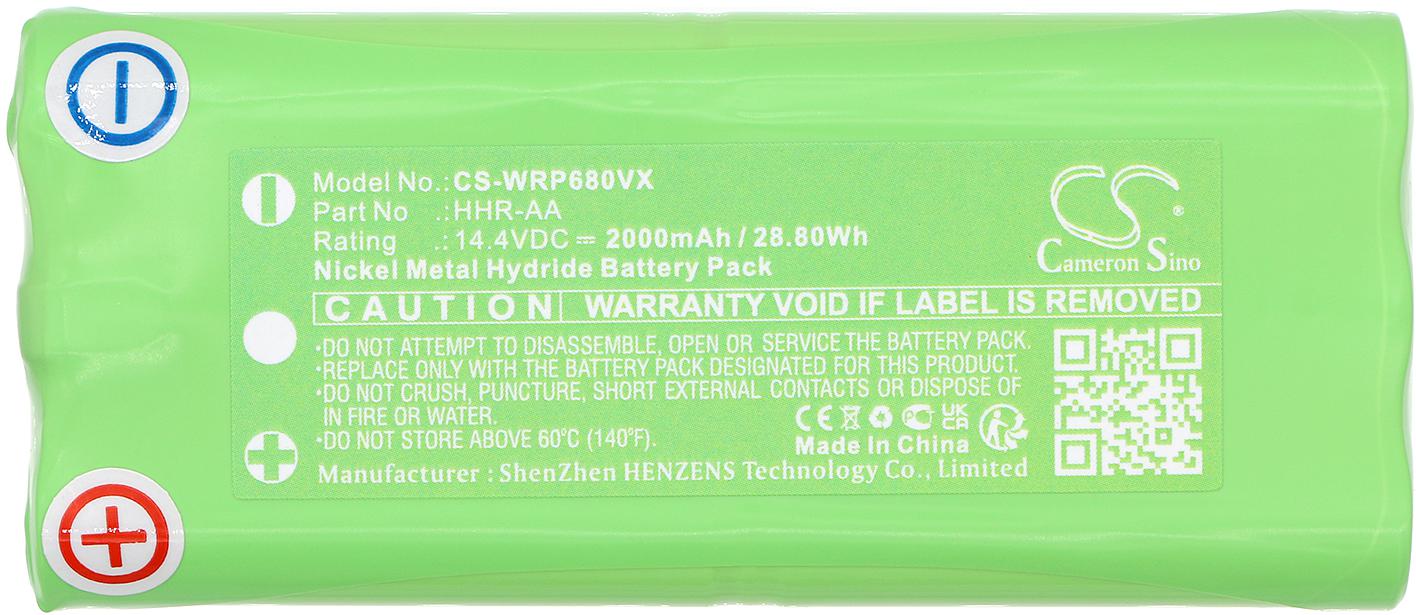 Model No.: CS-WRP680VX
Part No .: HHR-AA
Rating .: 14.4VDC ⎓ 2000mAh / 28.80Wh
Nickel Metal Hydride Battery Pack
CS ®
Cameron Sino
CAUTION WARRANTY VOID IF LABEL IS REMOVED
•DO NOT ATTEMPT TO DISASSEMBLE, OPEN OR SERVICE THE BATTERY PACK.
•REPLACE ONLY WITH THE BATTERY PACK DESIGNATED FOR THIS PRODUCT.
•DO NOT CRUSH, PUNCTURE, SHORT EXTERNAL CONTACTS OR DISPOSE OF
IN FIRE OR WATER.
•DO NOT STORE ABOVE 60°C (140°F).
CE UK CA
Made In China
Manufacturer : ShenZhen HENZENS Technology Co., Limited